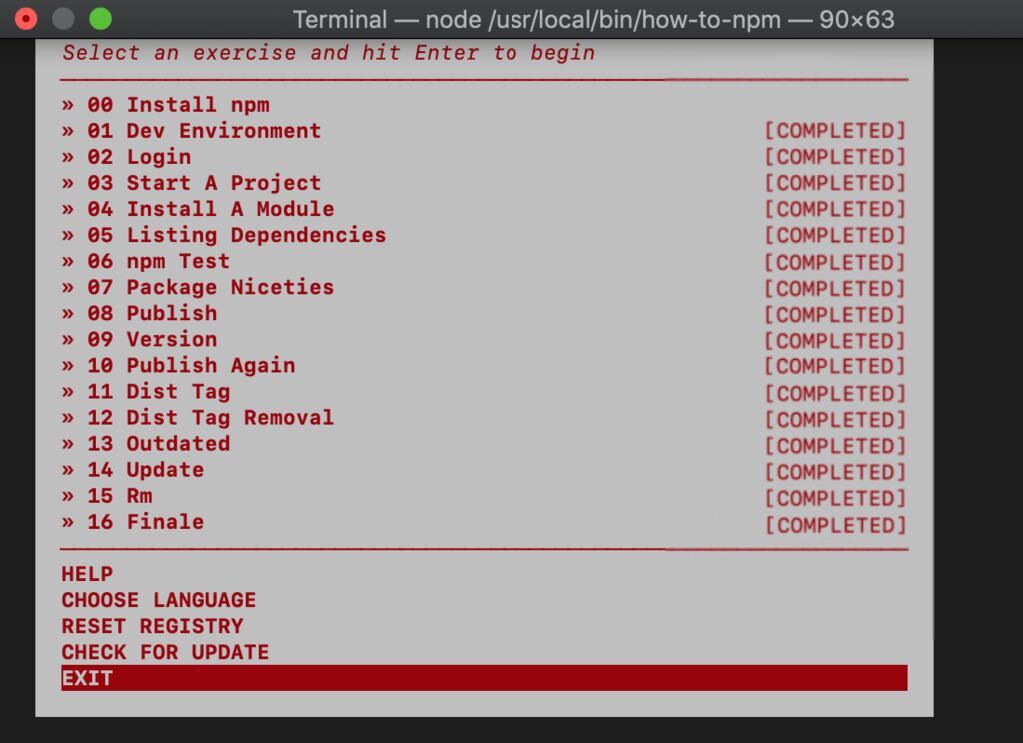 Terminal — node /usr/local/bin/how-to-npm — 90×63
Select an exercise and hit Enter to begin
» 00 Install npm
» 01 Dev Environment [COMPLETED]
» 02 Login [COMPLETED]
» 03 Start A Project [COMPLETED]
» 04 Install A Module [COMPLETED]
» 05 Listing Dependencies [COMPLETED]
» 06 npm Test [COMPLETED]
» 07 Package Niceties [COMPLETED]
» 08 Publish [COMPLETED]
» 09 Version [COMPLETED]
» 10 Publish Again [COMPLETED]
» 11 Dist Tag [COMPLETED]
» 12 Dist Tag Removal [COMPLETED]
» 13 Outdated [COMPLETED]
» 14 Update [COMPLETED]
» 15 Rm [COMPLETED]
» 16 Finale [COMPLETED]
HELP
CHOOSE LANGUAGE
RESET REGISTRY
CHECK FOR UPDATE
EXIT